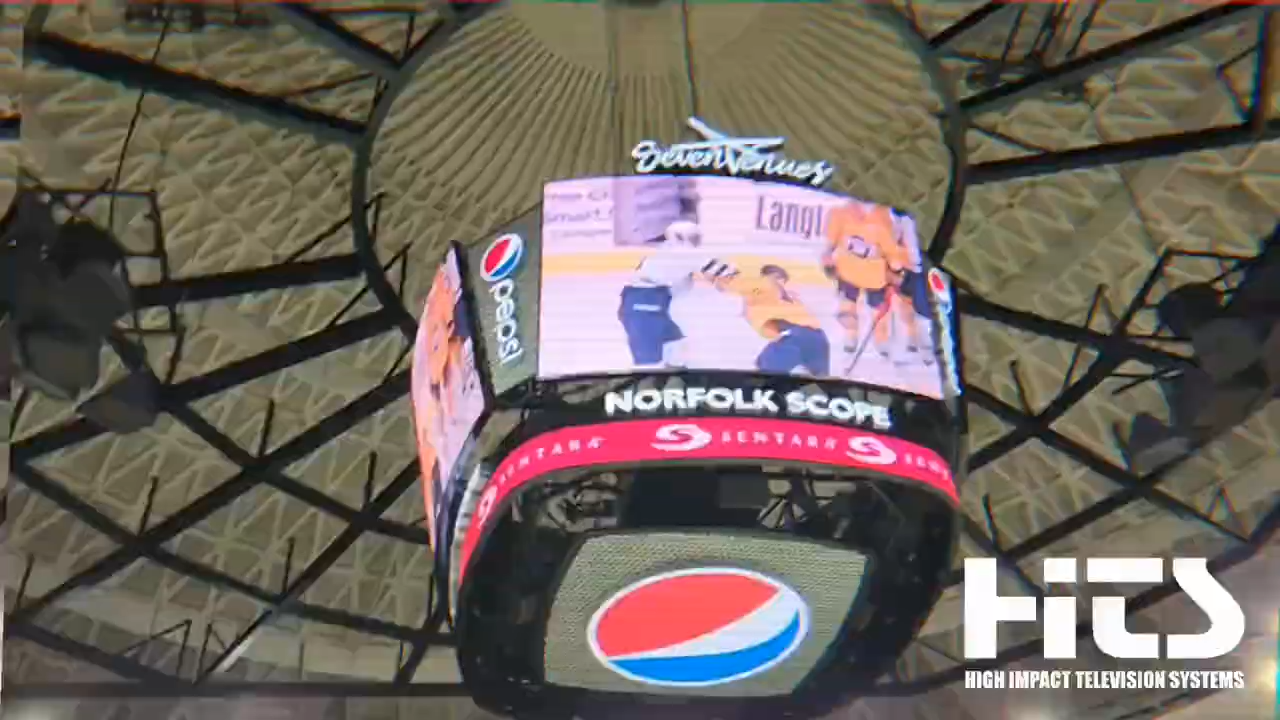 SevenVenues
Langl
pepsi
NORFOLK SCOPE
SENTARA SENTARA
HiTS
HIGH IMPACT TELEVISION SYSTEMS